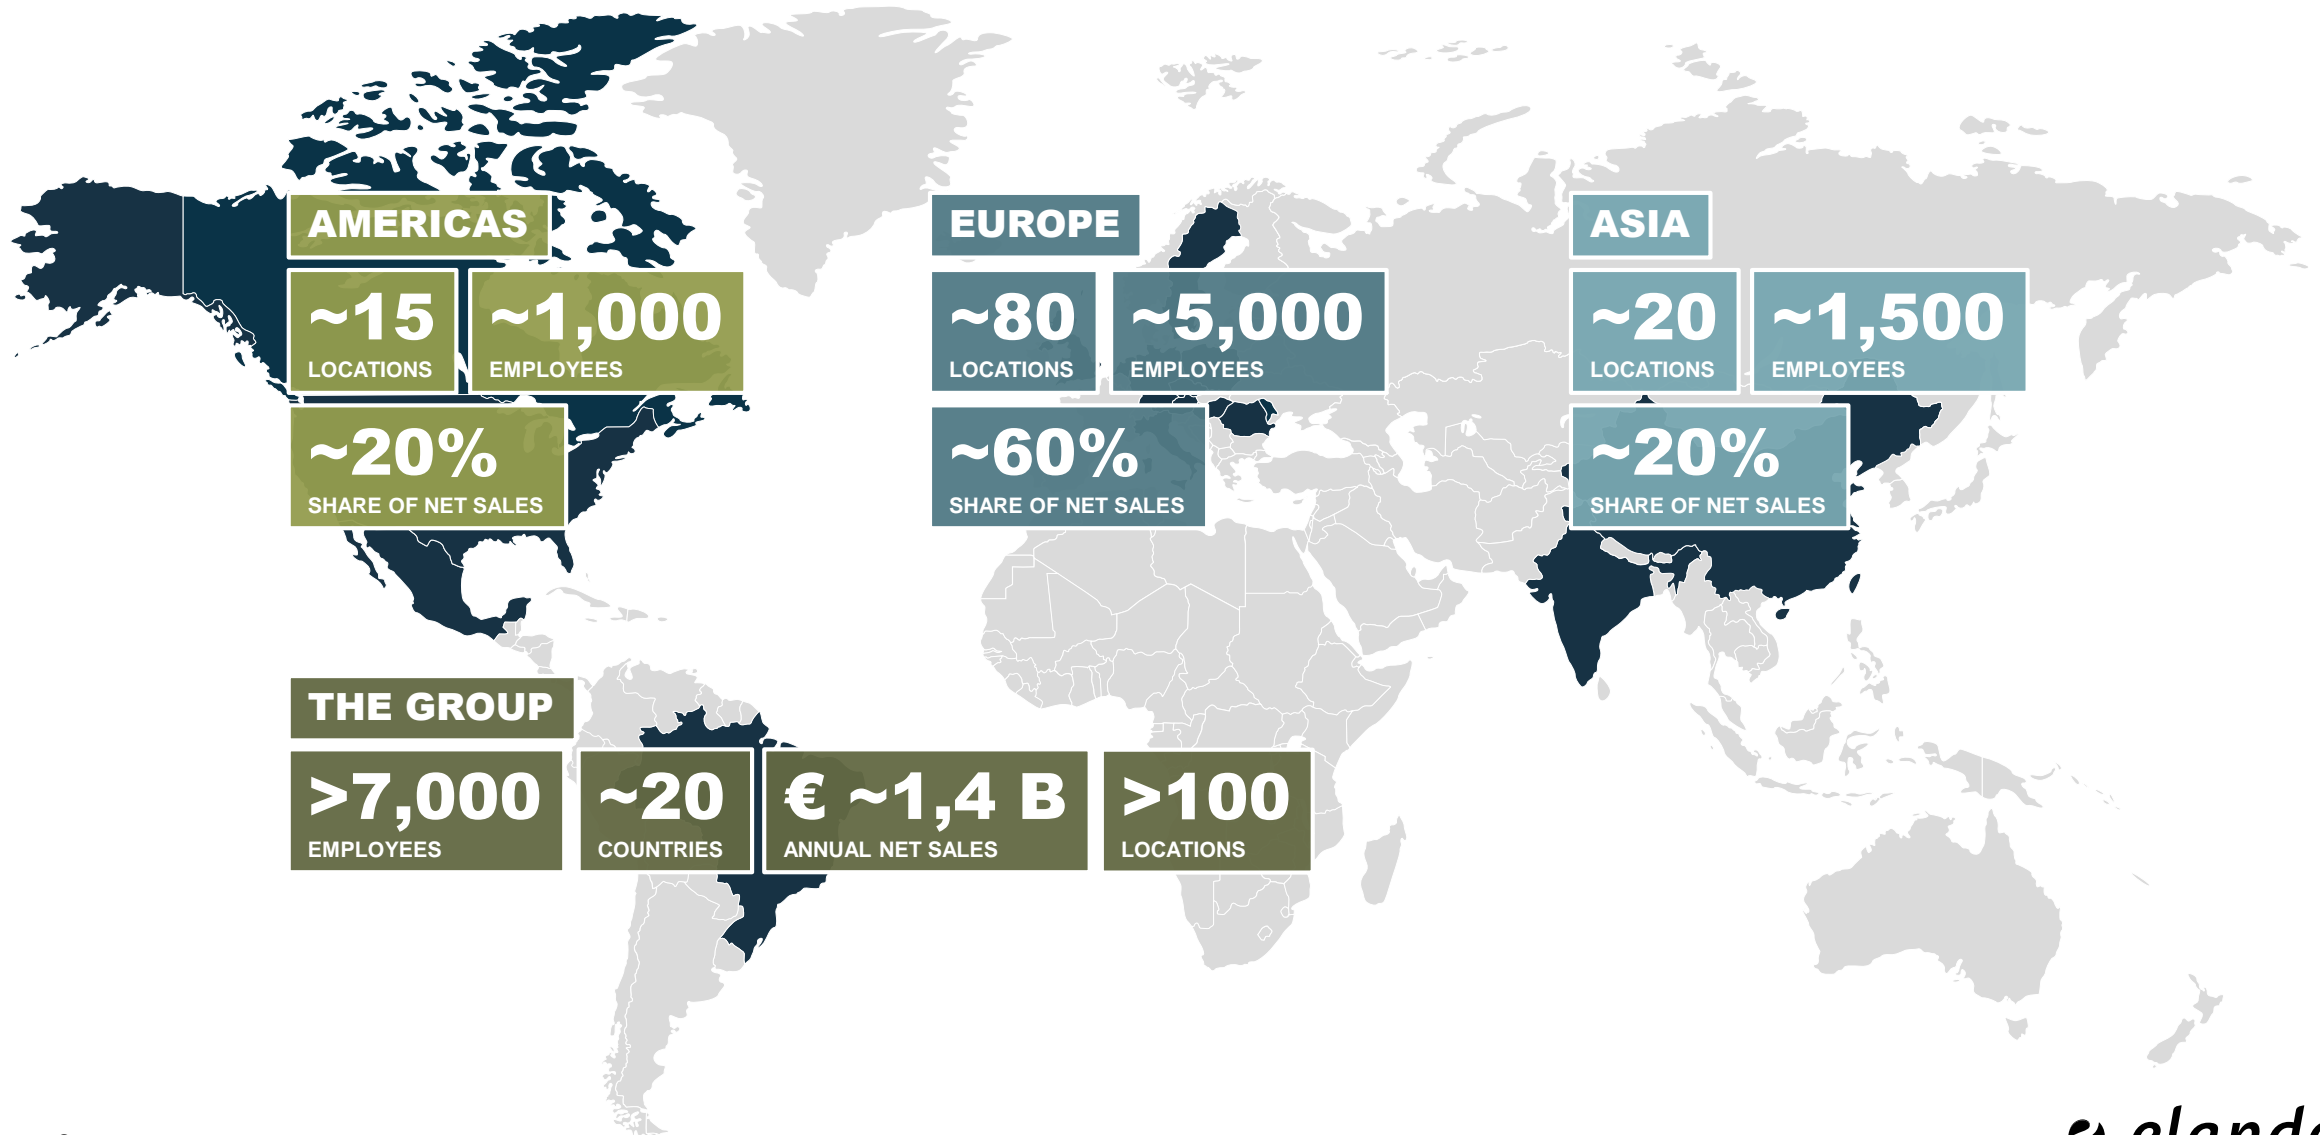 AMERICAS
~15
LOCATIONS
~1,000
EMPLOYEES
~20%
SHARE OF NET SALES
EUROPE
~80
LOCATIONS
~5,000
EMPLOYEES
~60%
SHARE OF NET SALES
ASIA
~20
LOCATIONS
~1,500
EMPLOYEES
~20%
SHARE OF NET SALES
THE GROUP
>7,000
EMPLOYEES
~20
COUNTRIES
€ ~1,4 B
ANNUAL NET SALES
>100
LOCATIONS